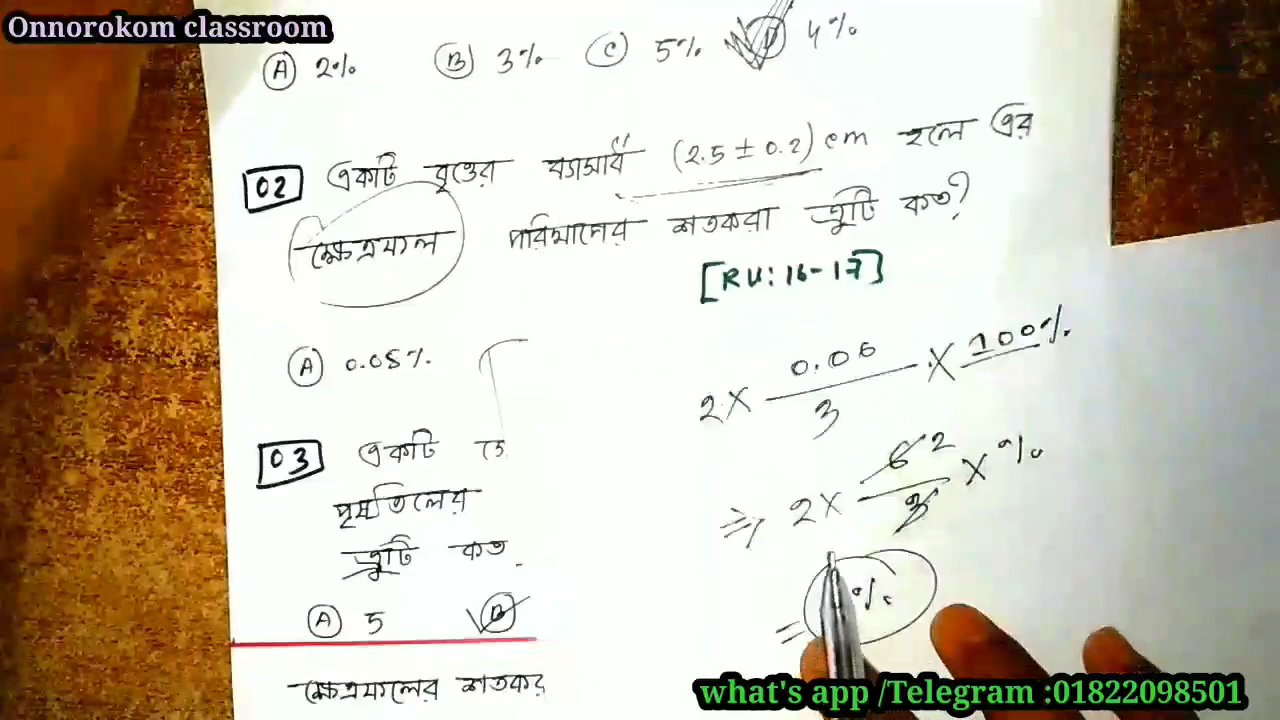 Onnorokom classroom
(A) 2% (B) 3% (C) 5% (D) 4%
02 একটি বৃত্তের ব্যাসার্ধ (2.5 ± 0.2) cm হলে এর
ক্ষেত্রফল পরিমাপের শতকরা ত্রুটি কত?
[RU: 16-17]
(A) 0.08%.
03 একটি
পৃষ্ঠতলের
ত্রুটি কত
(A) 5 (B)
ক্ষেত্রফলের শতকর
2 × 0.06 / 3 × 100%
⇒ 2 × 6 2 / 3 × %
= %
what's app /Telegram :01822098501